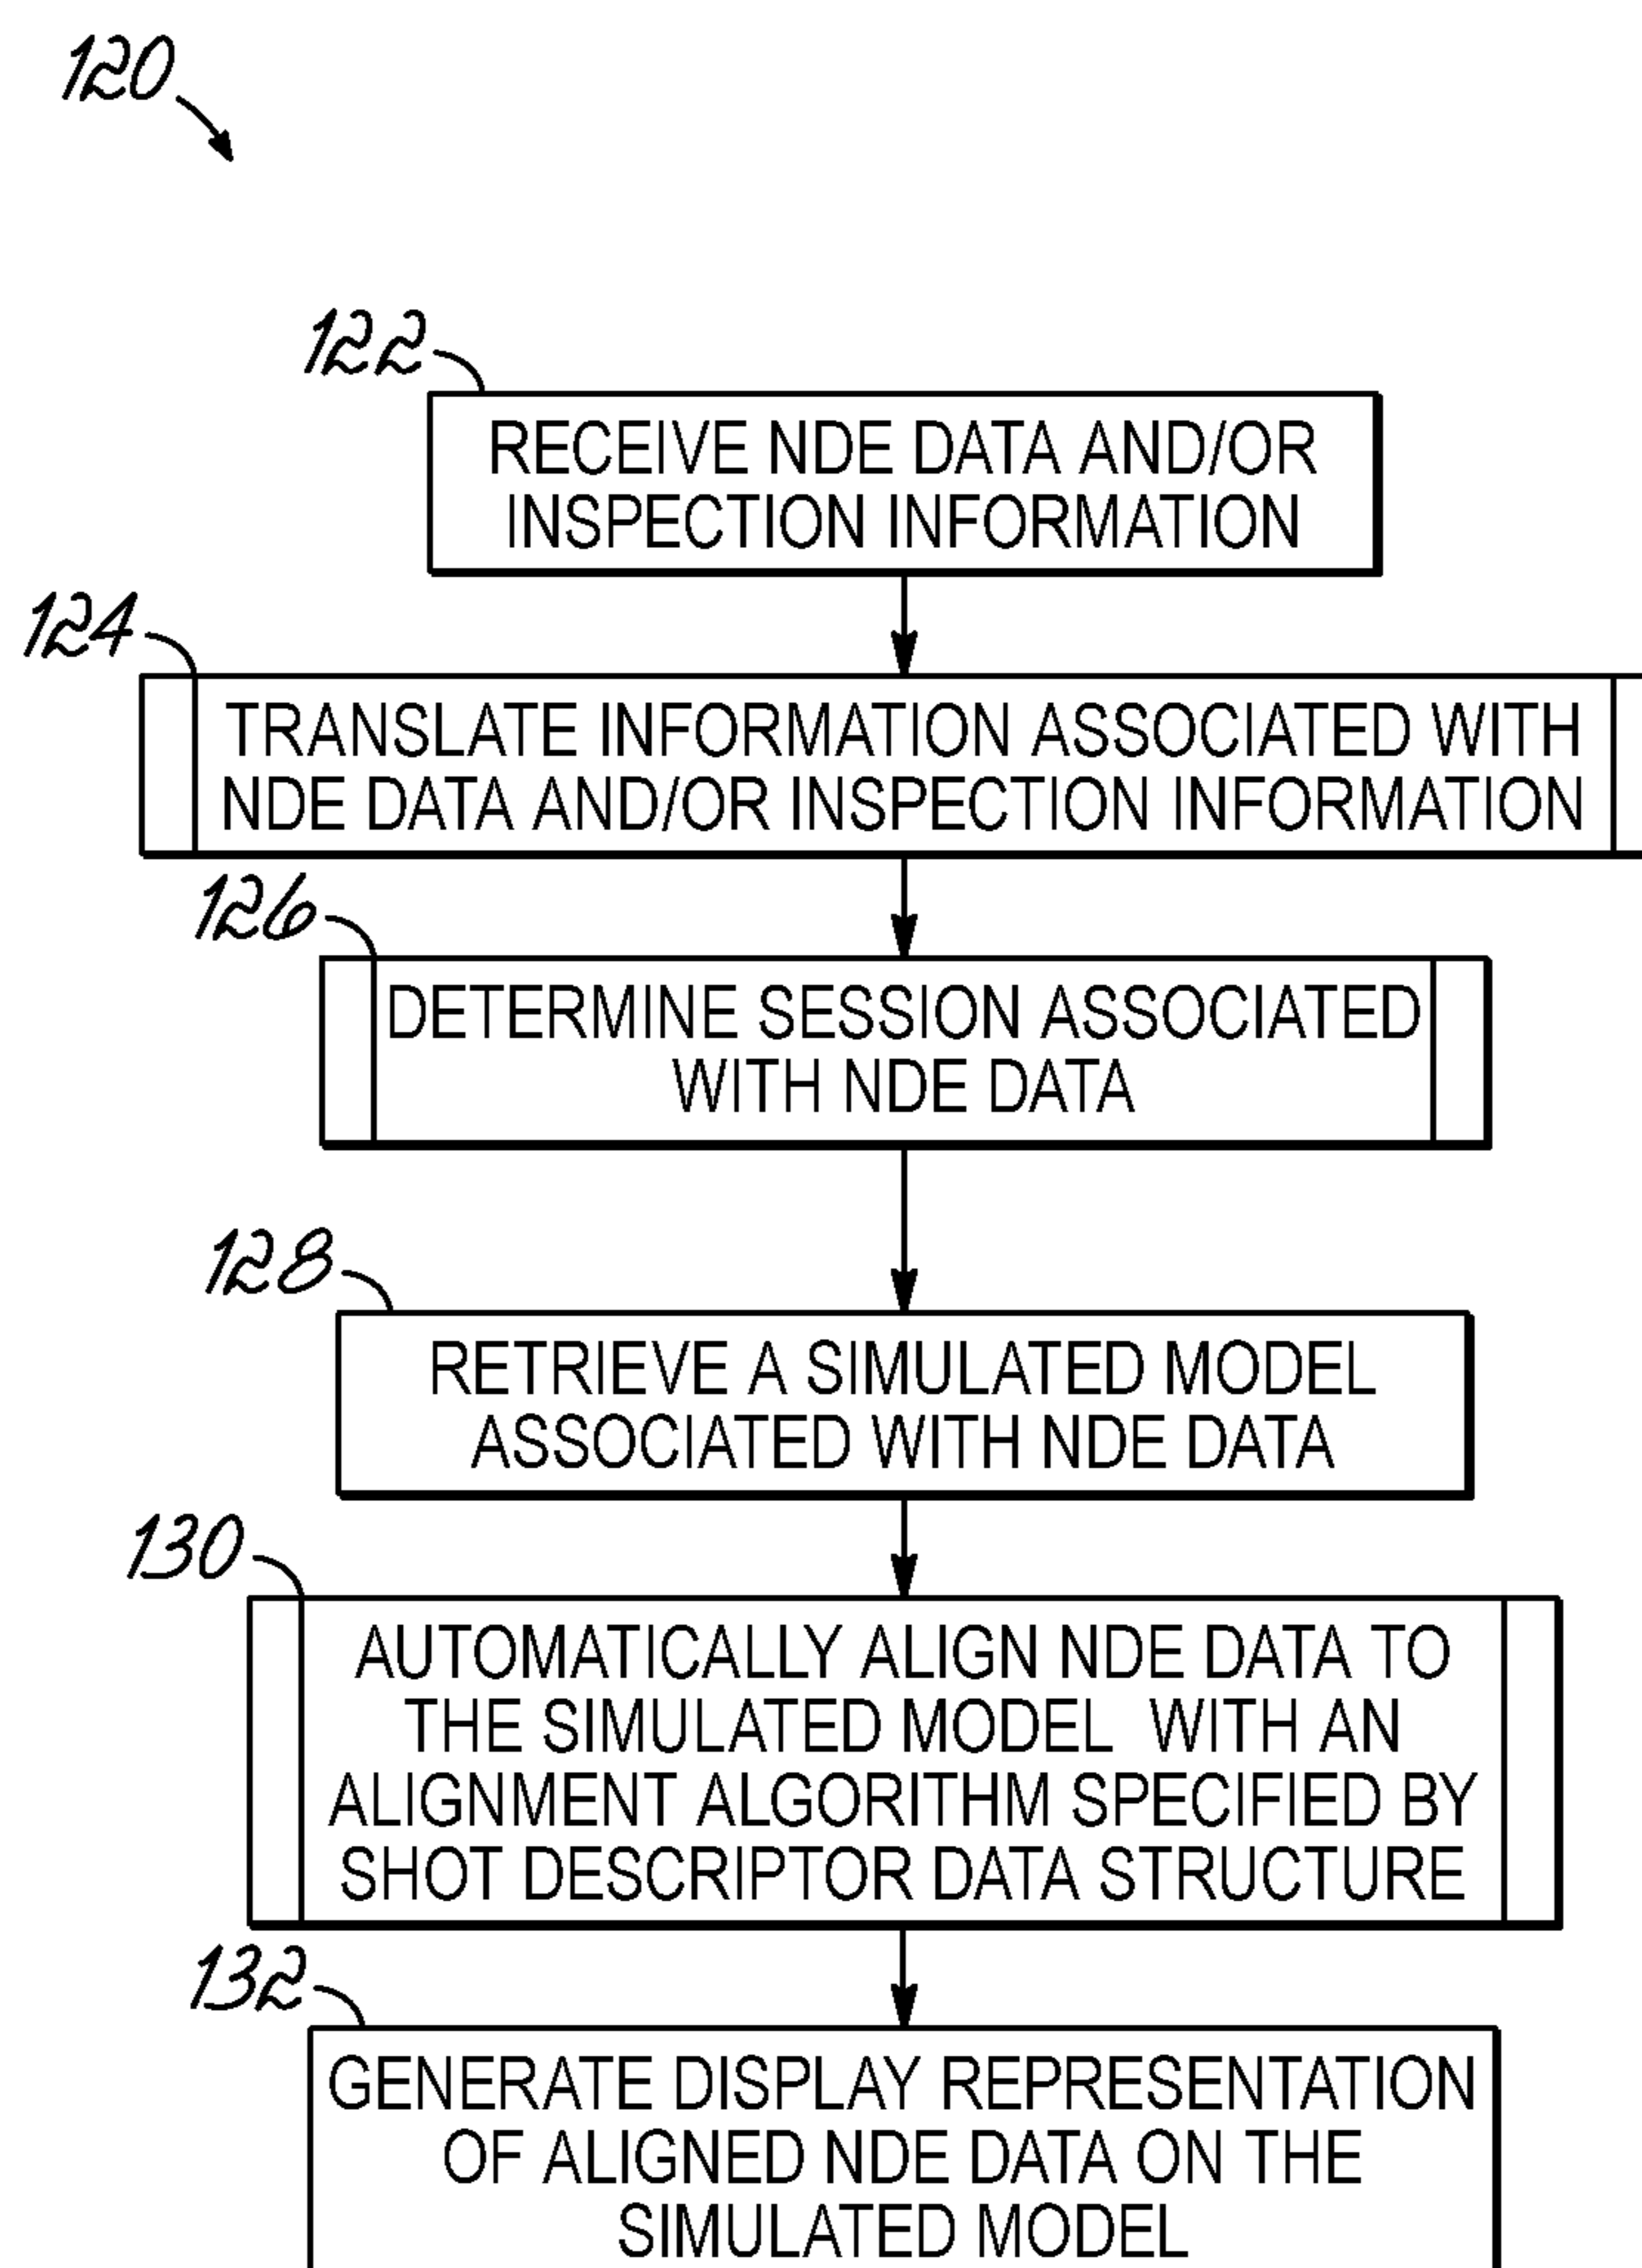 120
122
RECEIVE NDE DATA AND/OR
INSPECTION INFORMATION
124
TRANSLATE INFORMATION ASSOCIATED WITH
NDE DATA AND/OR INSPECTION INFORMATION
126
DETERMINE SESSION ASSOCIATED
WITH NDE DATA
128
RETRIEVE A SIMULATED MODEL
ASSOCIATED WITH NDE DATA
130
AUTOMATICALLY ALIGN NDE DATA TO
THE SIMULATED MODEL WITH AN
ALIGNMENT ALGORITHM SPECIFIED BY
SHOT DESCRIPTOR DATA STRUCTURE
132
GENERATE DISPLAY REPRESENTATION
OF ALIGNED NDE DATA ON THE
SIMULATED MODEL